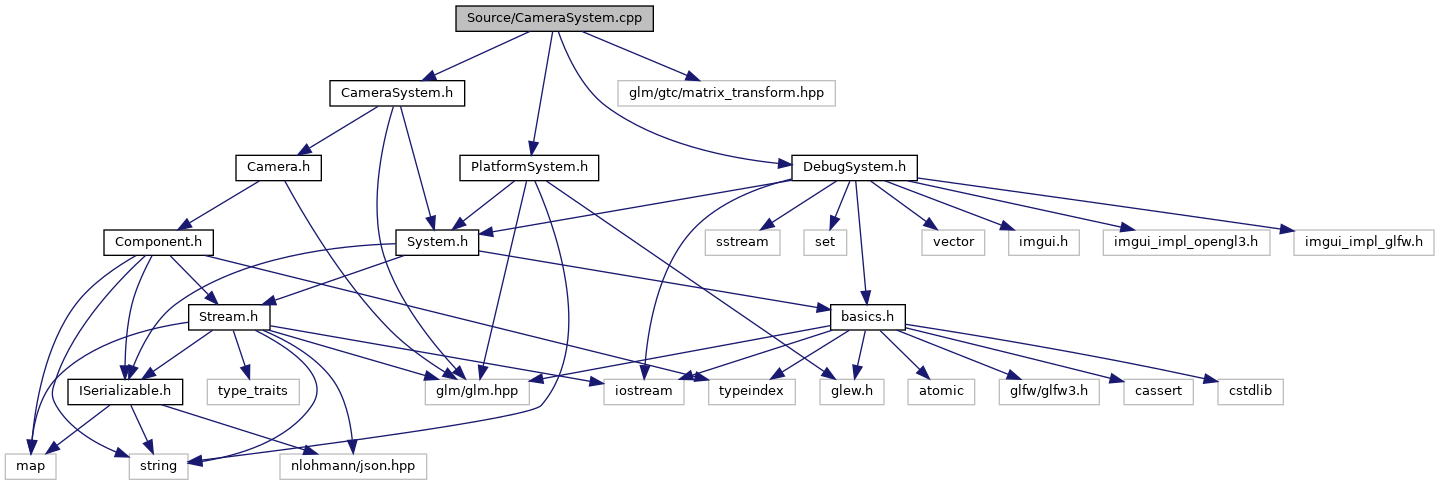 Source/CameraSystem.cpp
CameraSystem.h
glm/gtc/matrix_transform.hpp
Camera.h
PlatformSystem.h
DebugSystem.h
Component.h
System.h
sstream
set
vector
imgui.h
imgui_impl_opengl3.h
imgui_impl_glfw.h
Stream.h
basics.h
ISerializable.h
type_traits
glm/glm.hpp
iostream
typeindex
glew.h
atomic
glfw/glfw3.h
cassert
cstdlib
map
string
nlohmann/json.hpp